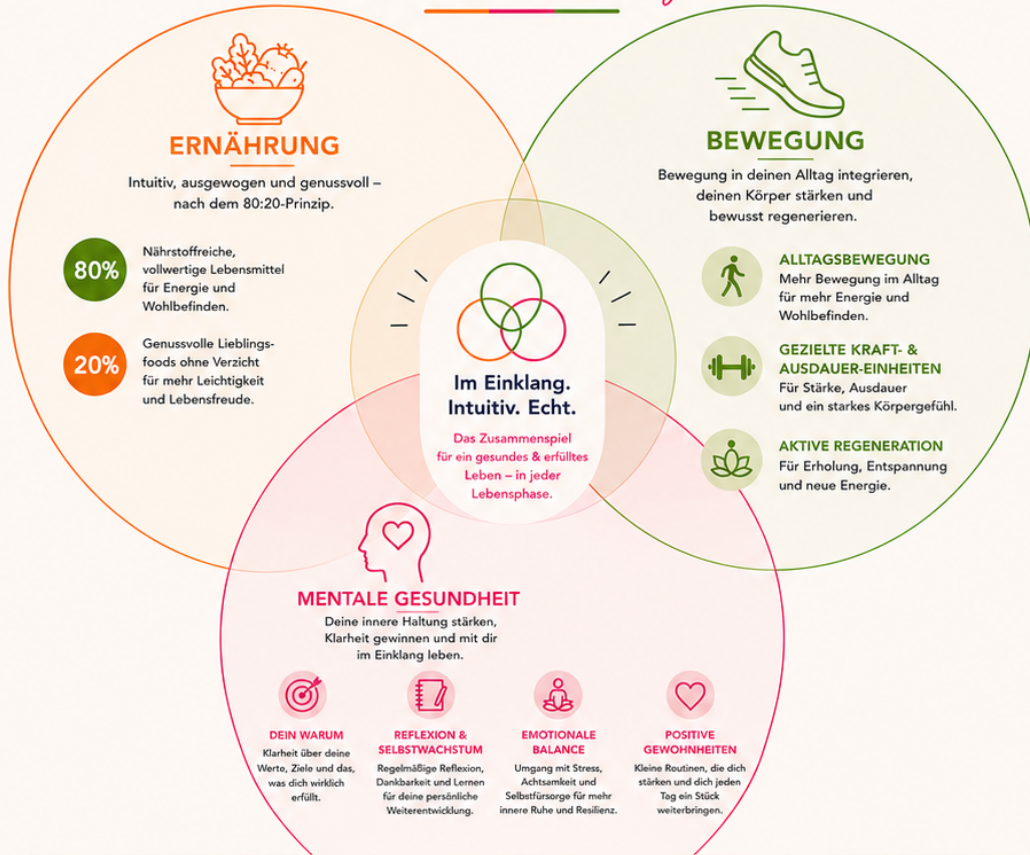 ERNÄHRUNG
Intuitiv, ausgewogen und genussvoll –
nach dem 80:20-Prinzip.
80%
Nährstoffreiche,
vollwertige Lebensmittel
für Energie und
Wohlbefinden.
20%
Genussvolle Lieblings-
foods ohne Verzicht
für mehr Leichtigkeit
und Lebensfreude.
BEWEGUNG
Bewegung in deinen Alltag integrieren,
deinen Körper stärken und
bewusst regenerieren.
ALLTAGSBEWEGUNG
Mehr Bewegung im Alltag
für mehr Energie und
Wohlbefinden.
GEZIELTE KRAFT- &
AUSDAUER-EINHEITEN
Für Stärke, Ausdauer
und ein starkes Körpergefühl.
AKTIVE REGENERATION
Für Erholung, Entspannung
und neue Energie.
Im Einklang.
Intuitiv. Echt.
Das Zusammenspiel
für ein gesundes & erfülltes
Leben – in jeder
Lebensphase.
MENTALE GESUNDHEIT
Deine innere Haltung stärken,
Klarheit gewinnen und mit dir
im Einklang leben.
DEIN WARUM
Klarheit über deine
Werte, Ziele und das,
was dich wirklich
erfüllt.
REFLEXION &
SELBSTWACHSTUM
Regelmäßige Reflexion,
Dankbarkeit und Lernen
für deine persönliche
Weiterentwicklung.
EMOTIONALE
BALANCE
Umgang mit Stress,
Achtsamkeit und
Selbstfürsorge für mehr
innere Ruhe und Resilienz.
POSITIVE
GEWOHNHEITEN
Kleine Routinen, die dich
stärken und dich jeden
Tag ein Stück
weiterbringen.